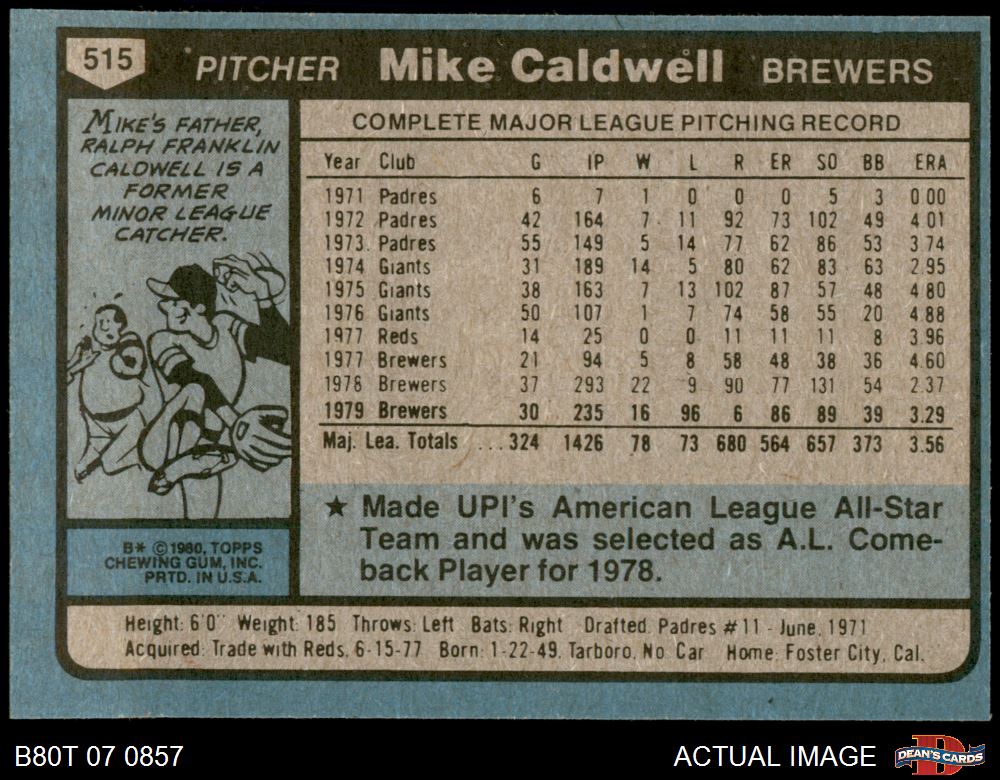 515 PITCHER Mike Caldwell BREWERS
MIKE'S FATHER,
RALPH FRANKLIN
CALDWELL IS A
FORMER
MINOR LEAGUE
CATCHER.
B* © 1980, TOPPS
CHEWING GUM, INC.
PRTD. IN U.S.A.
COMPLETE MAJOR LEAGUE PITCHING RECORD
Year Club G IP W L R ER SO BB ERA
1971 Padres 6 7 1 0 0 0 5 3 0.00
1972 Padres 42 164 7 11 92 73 102 49 4.01
1973 Padres 55 149 5 14 77 62 86 53 3.74
1974 Giants 31 189 14 5 80 62 83 63 2.95
1975 Giants 38 163 7 13 102 87 57 48 4.80
1976 Giants 50 107 1 7 74 58 55 20 4.88
1977 Reds 14 25 0 0 11 11 11 8 3.96
1977 Brewers 21 94 5 8 58 48 38 36 4.60
1978 Brewers 37 293 22 9 90 77 131 54 2.37
1979 Brewers 30 235 16 96 6 86 89 39 3.29
Maj. Lea. Totals ... 324 1426 78 73 680 564 657 373 3.56
★ Made UPI's American League All-Star
Team and was selected as A.L. Come-
back Player for 1978.
Height: 6'0" Weight: 185 Throws: Left Bats: Right Drafted: Padres #11 - June, 1971
Acquired: Trade with Reds, 6-15-77 Born: 1-22-49, Tarboro, No. Car. Home: Foster City, Cal.
B80T 07 0857 ACTUAL IMAGE D DEAN'S CARDS